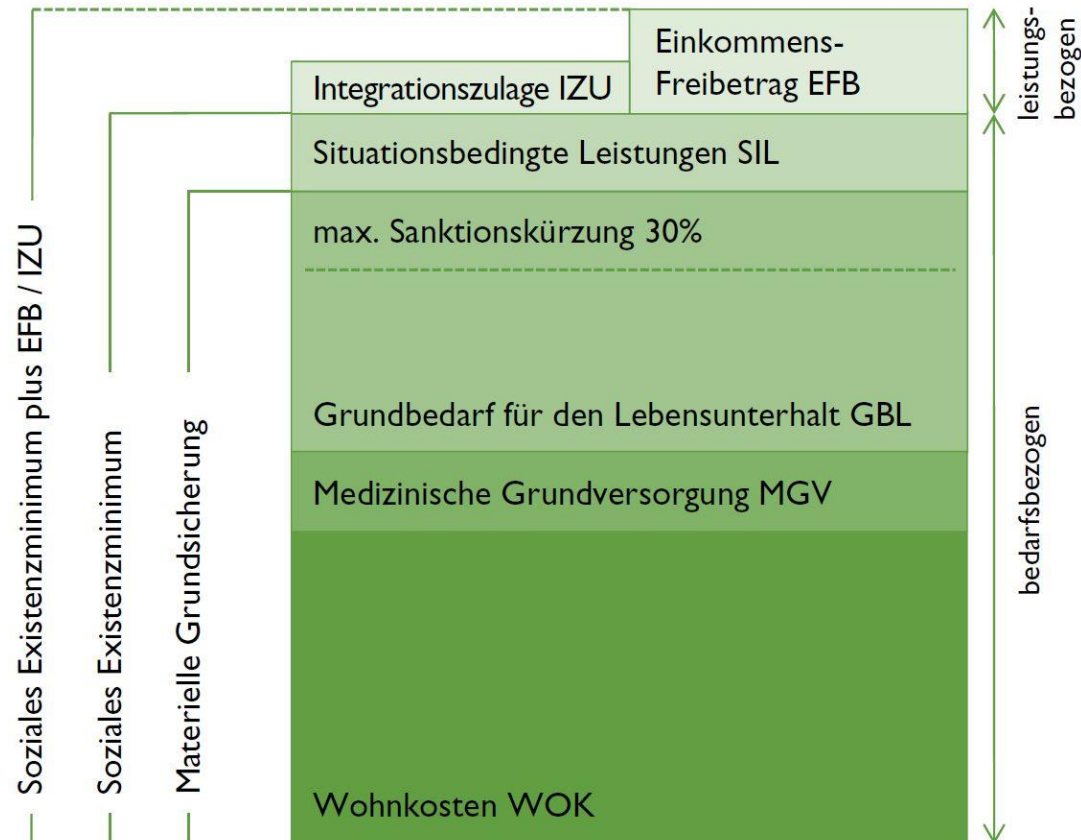 Einkommens-
Freibetrag EFB
Integrationszulage IZU
Situationsbedingte Leistungen SIL
max. Sanktionskürzung 30%
Grundbedarf für den Lebensunterhalt GBL
Medizinische Grundversorgung MGV
Wohnkosten WOK
Soziales Existenzminimum plus EFB / IZU
Soziales Existenzminimum
Materielle Grundsicherung
leistungs-
bezogen
bedarfsbezogen